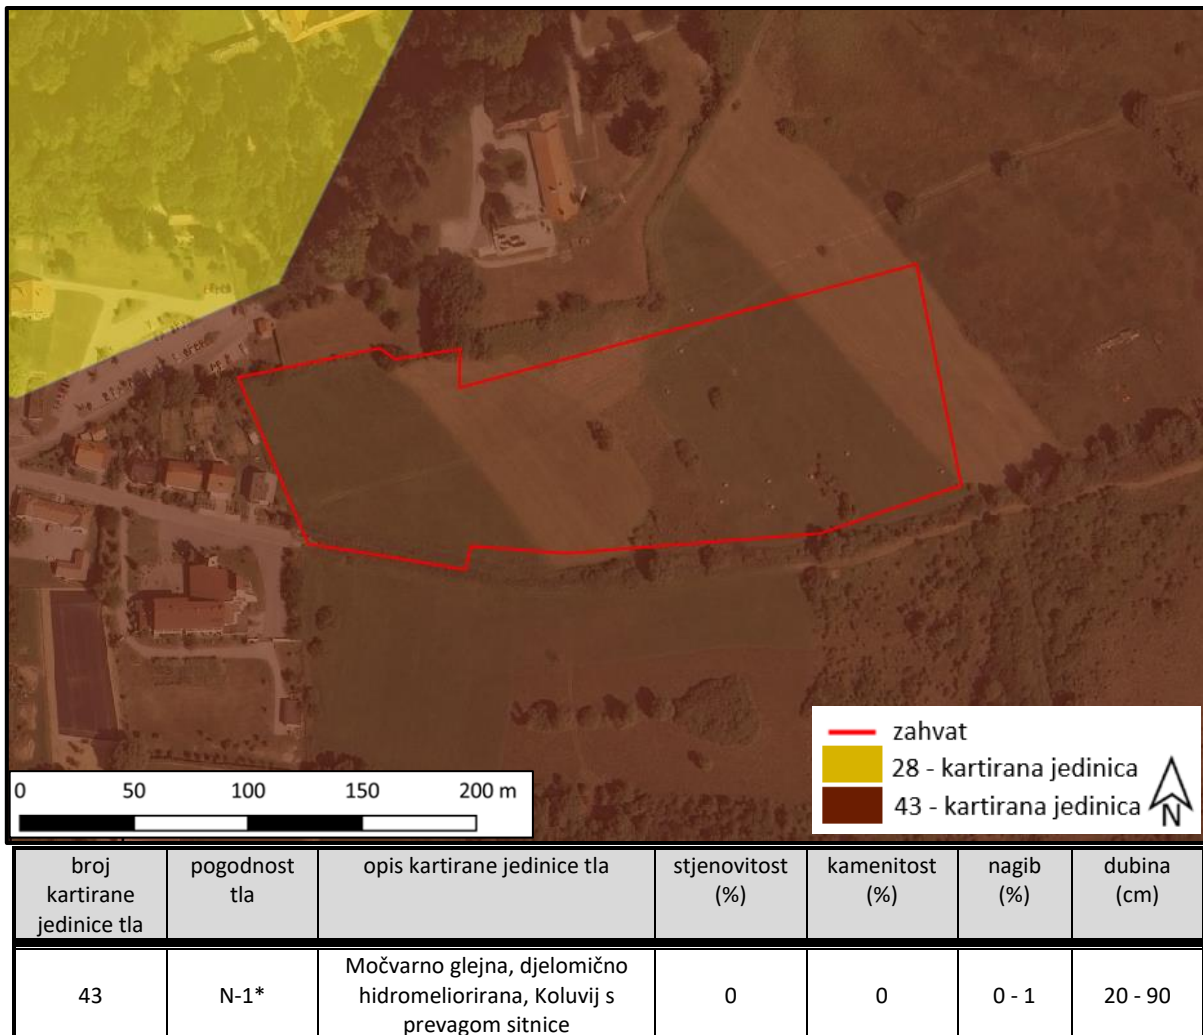 zahvat
28 - kartirana jedinica
43 - kartirana jedinica
N
0 50 100 150 200 m
broj kartirane jedinice tla | pogodnost tla | opis kartirane jedinice tla | stjenovitost (%) | kamenitost (%) | nagib (%) | dubina (cm)
43 | N-1* | Močvarno glejna, djelomično hidromeliorirana, Koluvij s prevagom sitnice | 0 | 0 | 0 - 1 | 20 - 90